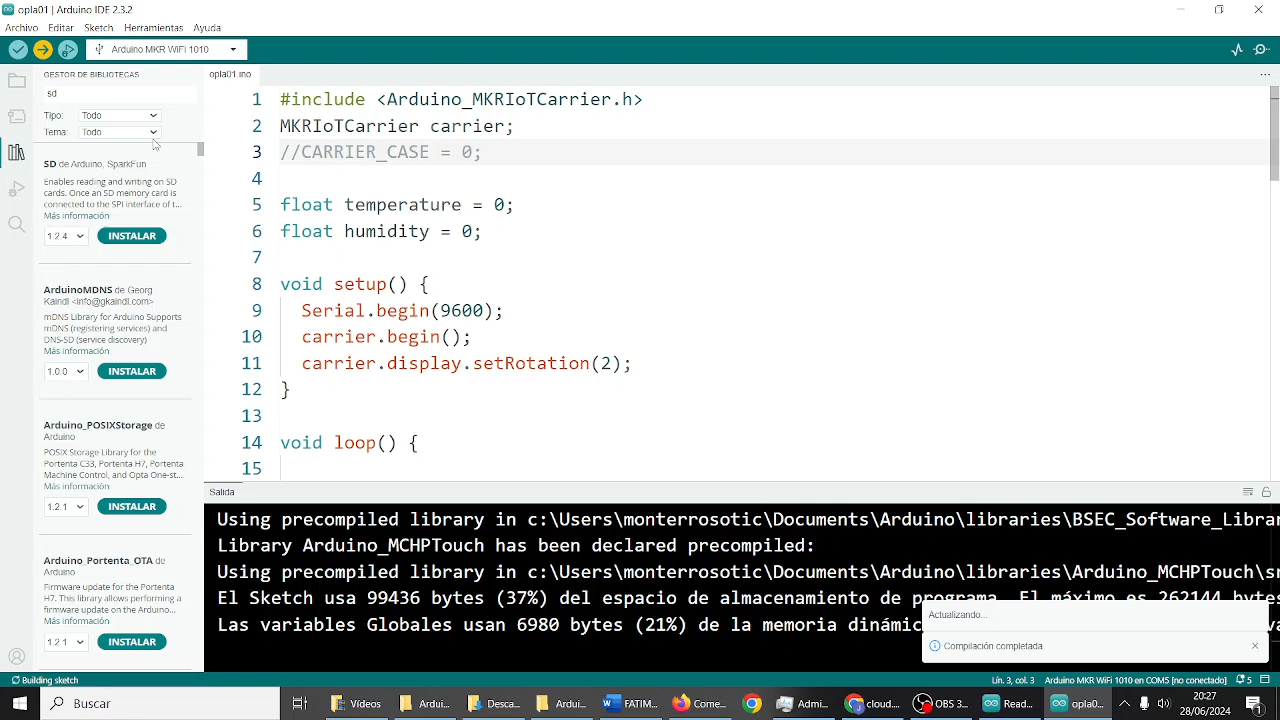 opla01 | Arduino IDE 2.3.2
Archivo Editar Sketch Herramientas Ayuda
Arduino MKR WiFi 1010
GESTOR DE BIBLIOTECAS
sd
Tipo: Todo
Tema: Todo
SD de Arduino, SparkFun
Enables reading and writing on SD
cards. Once an SD memory card is
connected to the SPI interface of t...
Más información
1.2.4 INSTALAR
ArduinoMDNS de Georg
Kaindl <info@gkaindl.com>
mDNS Library for Arduino Supports
mDNS (registering services) and
DNS-SD (service discovery)
Más información
1.0.0 INSTALAR
Arduino_POSIXStorage de
Arduino
POSIX Storage Library for the
Portenta C33, Portenta H7, Portenta
Machine Control, and Opta One-st...
Más información
1.2.1 INSTALAR
Arduino_Portenta_OTA de
Arduino
Firmware update for the Portenta
H7. This library allows performing a
firmware update on the Arduino...
Más información
1.2.1 INSTALAR
opla01.ino
1 #include <Arduino_MKRIoTCarrier.h>
2 MKRIoTCarrier carrier;
3 //CARRIER_CASE = 0;
4
5 float temperature = 0;
6 float humidity = 0;
7
8 void setup() {
9 Serial.begin(9600);
10 carrier.begin();
11 carrier.display.setRotation(2);
12 }
13
14 void loop() {
15
Salida
Using precompiled library in c:\Users\monterrosotic\Documents\Arduino\libraries\BSEC_Software_Librar
Library Arduino_MCHPTouch has been declared precompiled:
Using precompiled library in c:\Users\monterrosotic\Documents\Arduino\libraries\Arduino_MCHPTouch\sr
El Sketch usa 99436 bytes (37%) del espacio de almacenamiento de programa. El máximo es 262144 bytes
Las variables Globales usan 6980 bytes (21%) de la memoria dinámic
Actualizando...
Compilación completada.
Building sketch
Lín. 3, col. 3 Arduino MKR WiFi 1010 en COM5 [no conectado] 5
Buscar
Vídeos
Ardui...
Desca...
Ardui...
FATIM...
Come...
Admi...
cloud...
OBS 3...
Read...
opla0...
20:27
28/06/2024
1